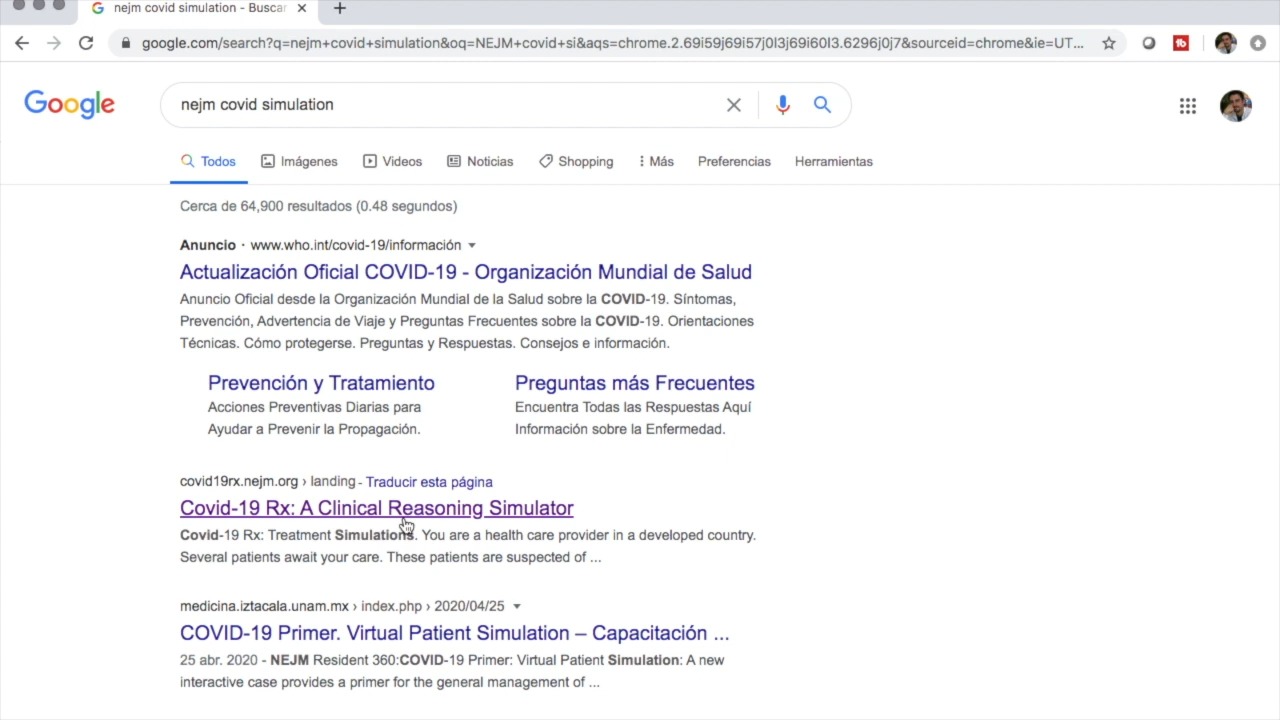 nejm covid simulation - Buscar
google.com/search?q=nejm+covid+simulation&oq=NEJM+covid+si&aqs=chrome.2.69i59j69i57j0l3j69i60l3.6296j0j7&sourceid=chrome&ie=UT...
Google
nejm covid simulation
Todos Imágenes Videos Noticias Shopping Más Preferencias Herramientas
Cerca de 64,900 resultados (0.48 segundos)
Anuncio · www.who.int/covid-19/información
Actualización Oficial COVID-19 - Organización Mundial de Salud
Anuncio Oficial desde la Organización Mundial de la Salud sobre la COVID-19. Síntomas,
Prevención, Advertencia de Viaje y Preguntas Frecuentes sobre la COVID-19. Orientaciones
Técnicas. Cómo protegerse. Preguntas y Respuestas. Consejos e información.
Prevención y Tratamiento
Acciones Preventivas Diarias para
Ayudar a Prevenir la Propagación.
Preguntas más Frecuentes
Encuentra Todas las Respuestas Aquí
Información sobre la Enfermedad.
covid19rx.nejm.org › landing - Traducir esta página
Covid-19 Rx: A Clinical Reasoning Simulator
Covid-19 Rx: Treatment Simulations. You are a health care provider in a developed country.
Several patients await your care. These patients are suspected of ...
medicina.iztacala.unam.mx › index.php › 2020/04/25
COVID-19 Primer. Virtual Patient Simulation – Capacitación ...
25 abr. 2020 - NEJM Resident 360:COVID-19 Primer: Virtual Patient Simulation: A new
interactive case provides a primer for the general management of ...